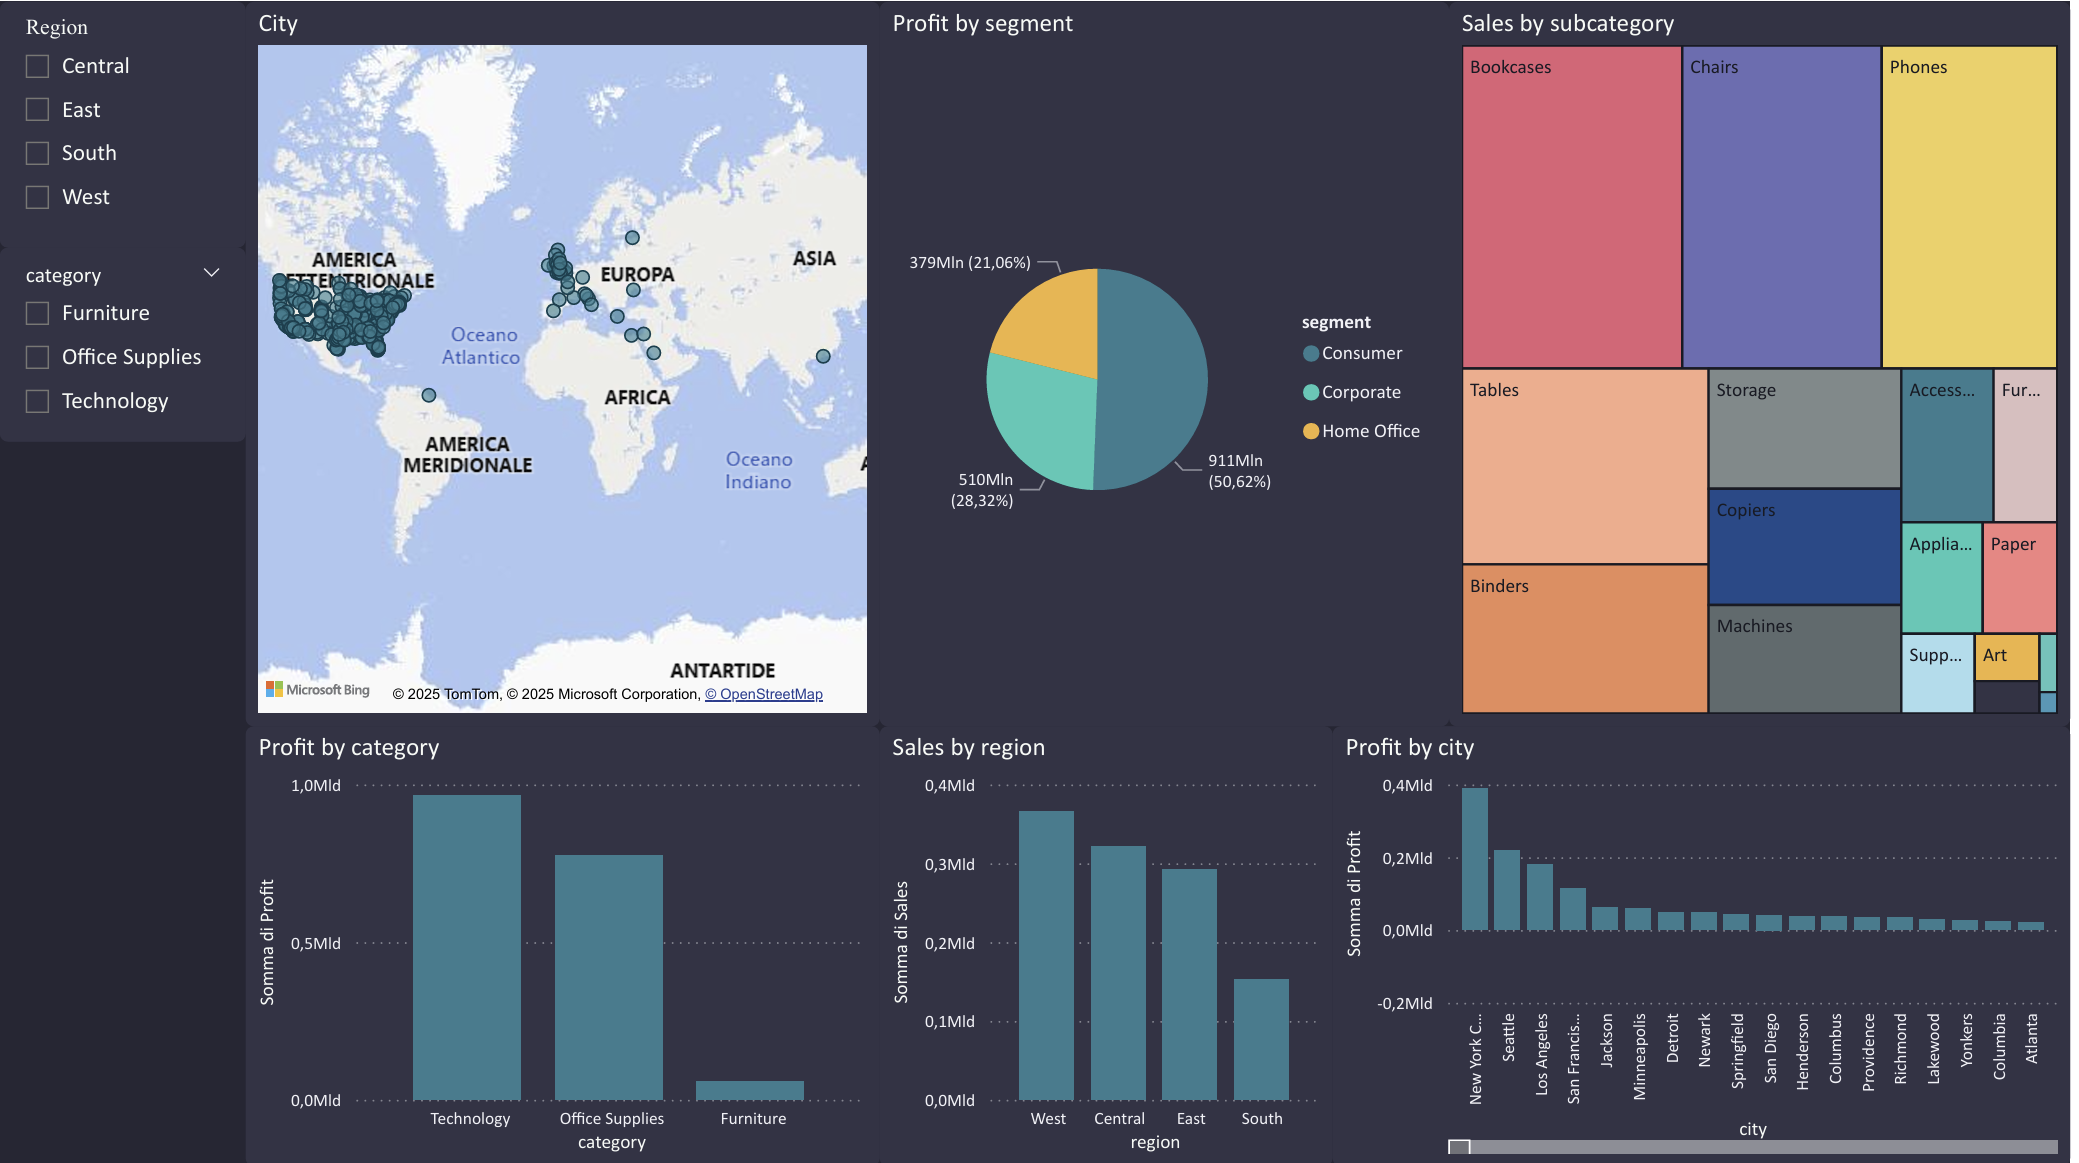 Region
Central
East
South
West
category
Furniture
Office Supplies
Technology
City
AMERICA
ETTENTRIONALE
EUROPA
ASIA
Oceano
Atlantico
AFRICA
AMERICA
MERIDIONALE
Oceano
Indiano
A
ANTARTIDE
Microsoft Bing
© 2025 TomTom, © 2025 Microsoft Corporation, © OpenStreetMap
Profit by segment
379Mln (21,06%)
510Mln
(28,32%)
911Mln
(50,62%)
segment
Consumer
Corporate
Home Office
Sales by subcategory
Bookcases
Chairs
Phones
Tables
Storage
Access...
Fur...
Copiers
Applia...
Paper
Binders
Machines
Supp...
Art
Profit by category
Somma di Profit
1,0Mld
0,5Mld
0,0Mld
Technology
Office Supplies
Furniture
category
Sales by region
Somma di Sales
0,4Mld
0,3Mld
0,2Mld
0,1Mld
0,0Mld
West
Central
East
South
region
Profit by city
Somma di Profit
0,4Mld
0,2Mld
0,0Mld
-0,2Mld
New York C...
Seattle
Los Angeles
San Francis...
Jackson
Minneapolis
Detroit
Newark
Springfield
San Diego
Henderson
Columbus
Providence
Richmond
Lakewood
Yonkers
Columbia
Atlanta
city